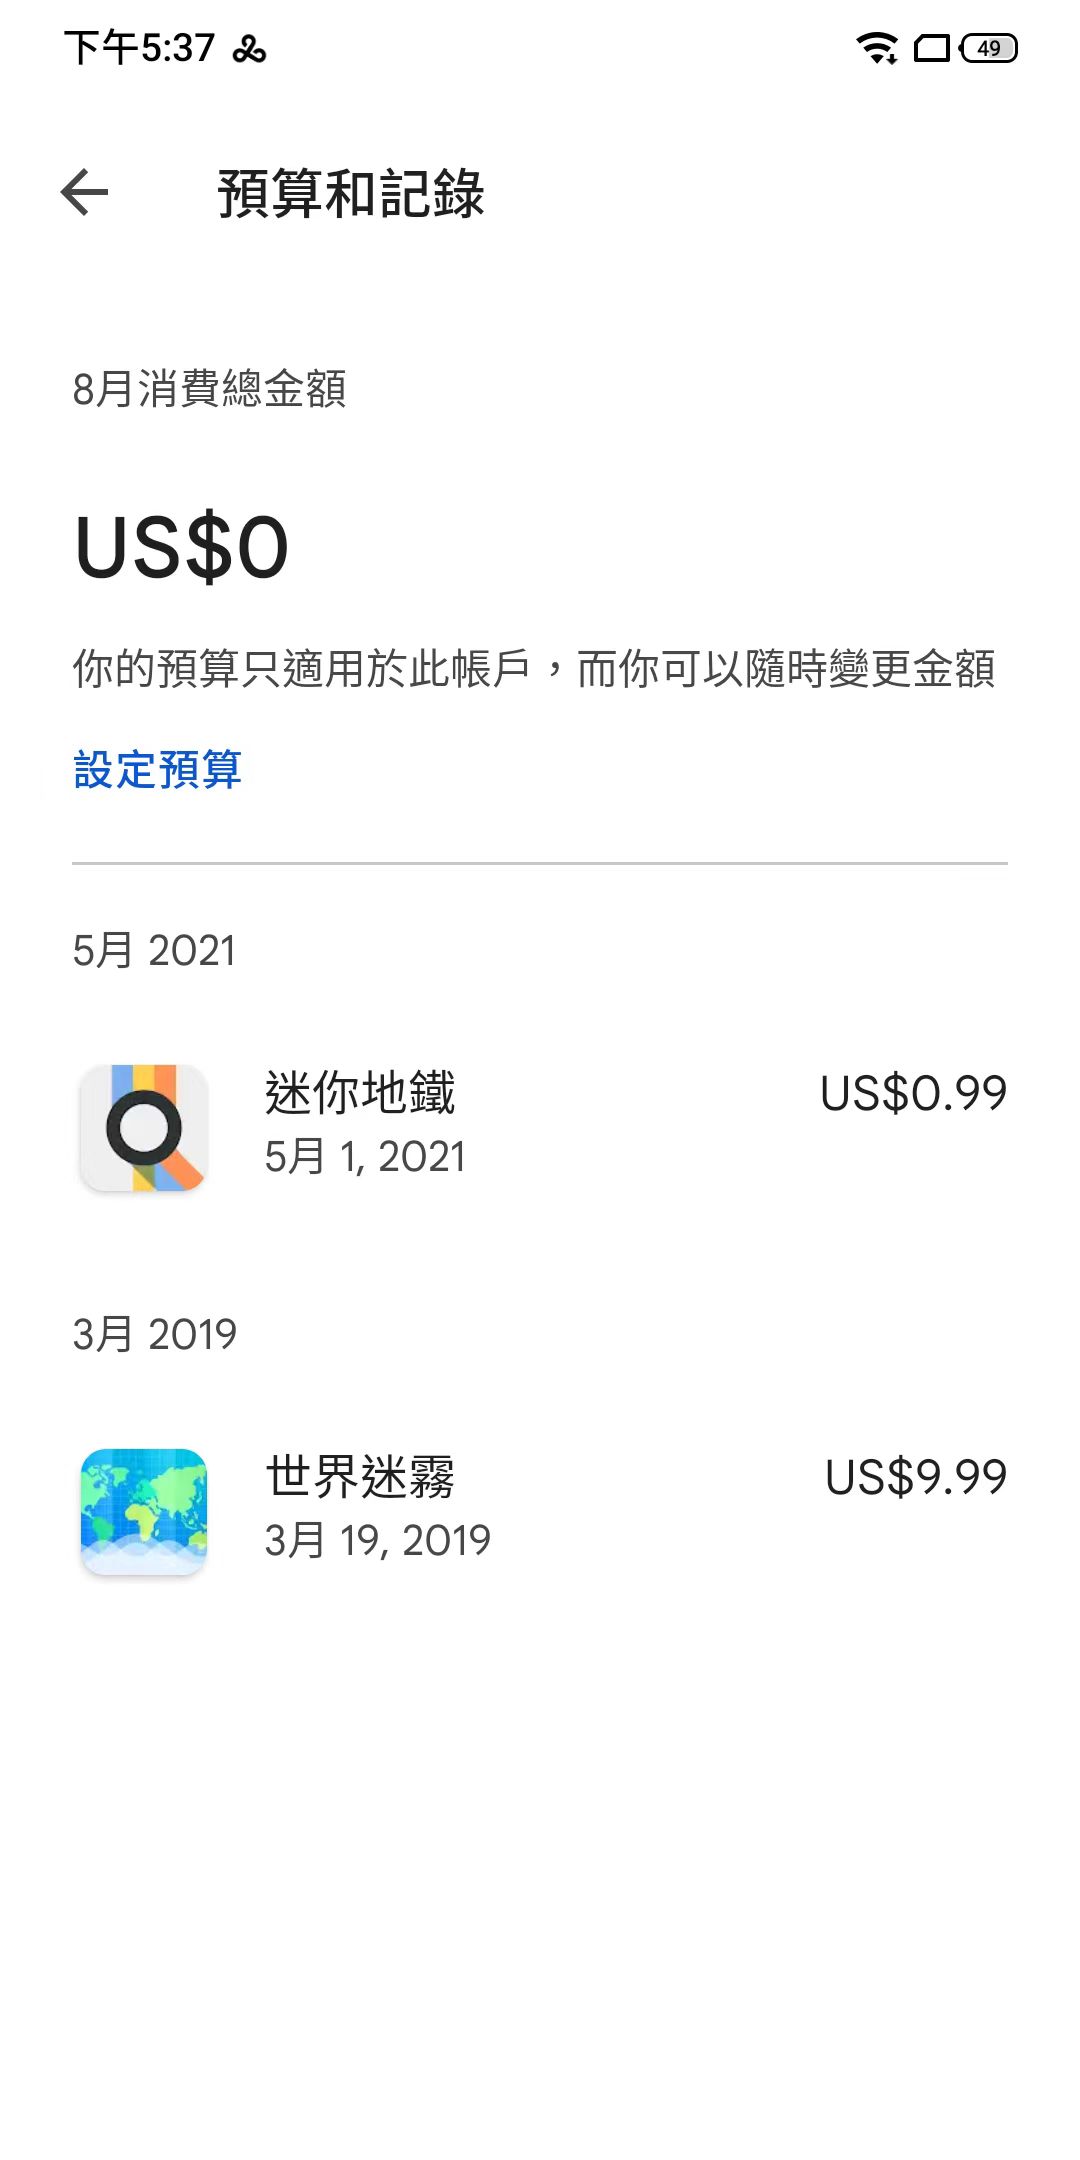 下午5:37
49
預算和記錄
8月消費總金額
US$0
你的預算只適用於此帳戶，而你可以隨時變更金額
設定預算
5月 2021
迷你地鐵
US$0.99
5月 1, 2021
3月 2019
世界迷霧
US$9.99
3月 19, 2019